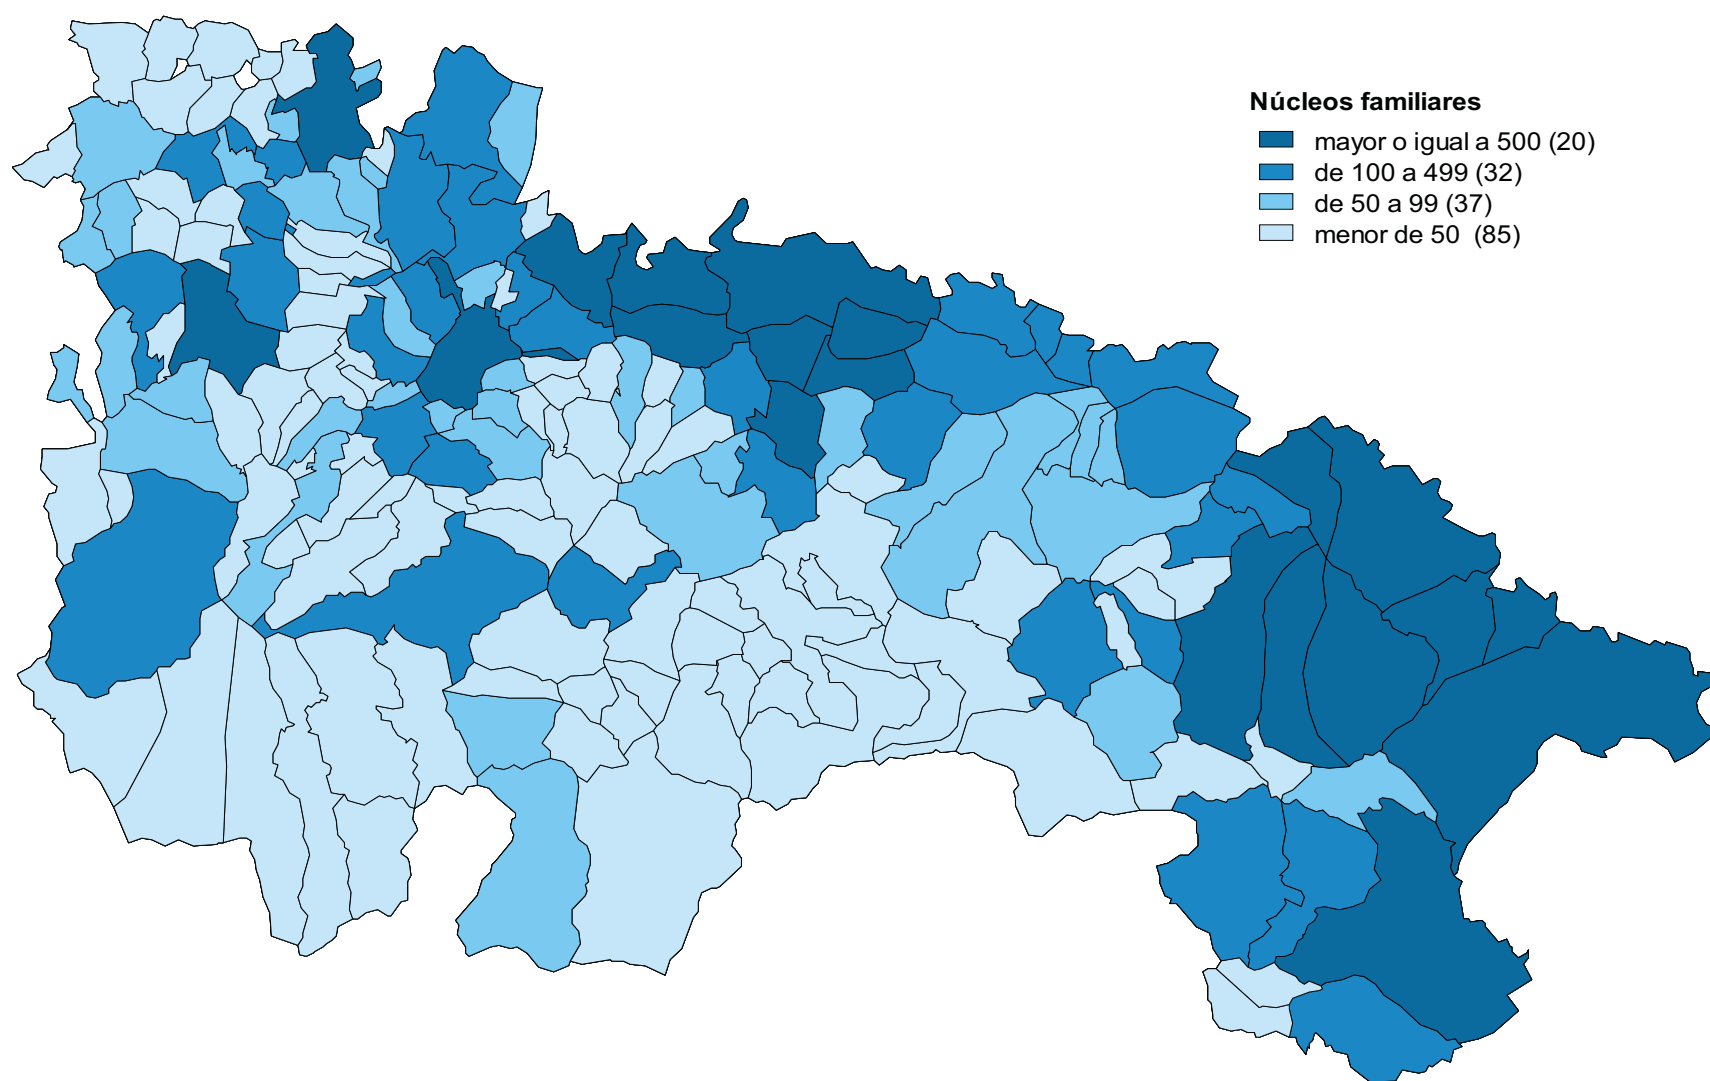 Núcleos familiares
mayor o igual a 500 (20)
de 100 a 499 (32)
de 50 a 99 (37)
menor de 50 (85)